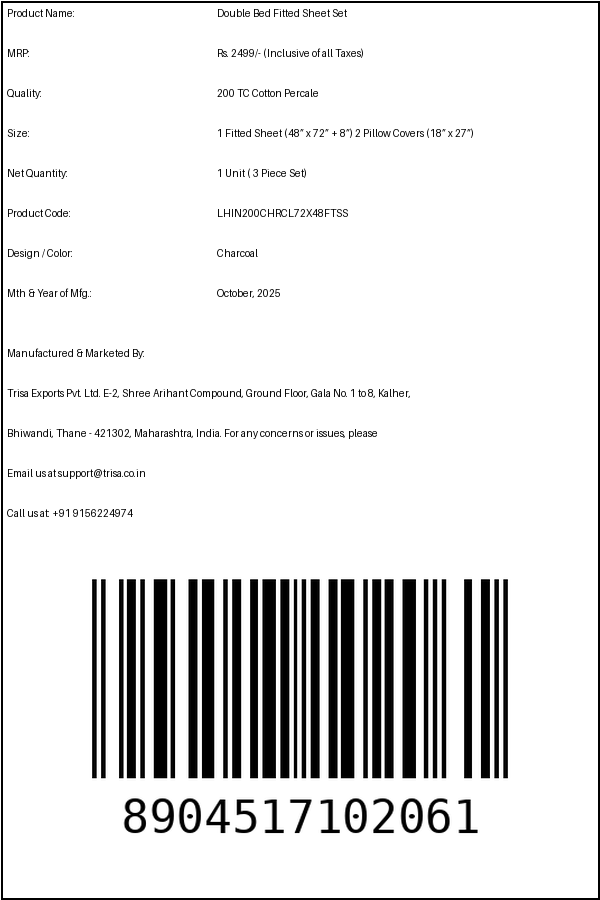 Product Name: Double Bed Fitted Sheet Set
MRP: Rs. 2499/- (Inclusive of all Taxes)
Quality: 200 TC Cotton Percale
Size: 1 Fitted Sheet (48” x 72” + 8”) 2 Pillow Covers (18” x 27”)
Net Quantity: 1 Unit ( 3 Piece Set)
Product Code: LHIN200CHRCL72X48FTSS
Design / Color: Charcoal
Mth & Year of Mfg.: October, 2025
Manufactured & Marketed By:
Trisa Exports Pvt. Ltd. E-2, Shree Arihant Compound, Ground Floor, Gala No. 1 to 8, Kalher,
Bhiwandi, Thane - 421302, Maharashtra, India. For any concerns or issues, please
Email us at support@trisa.co.in
Call us at: +91 9156224974
8904517102061